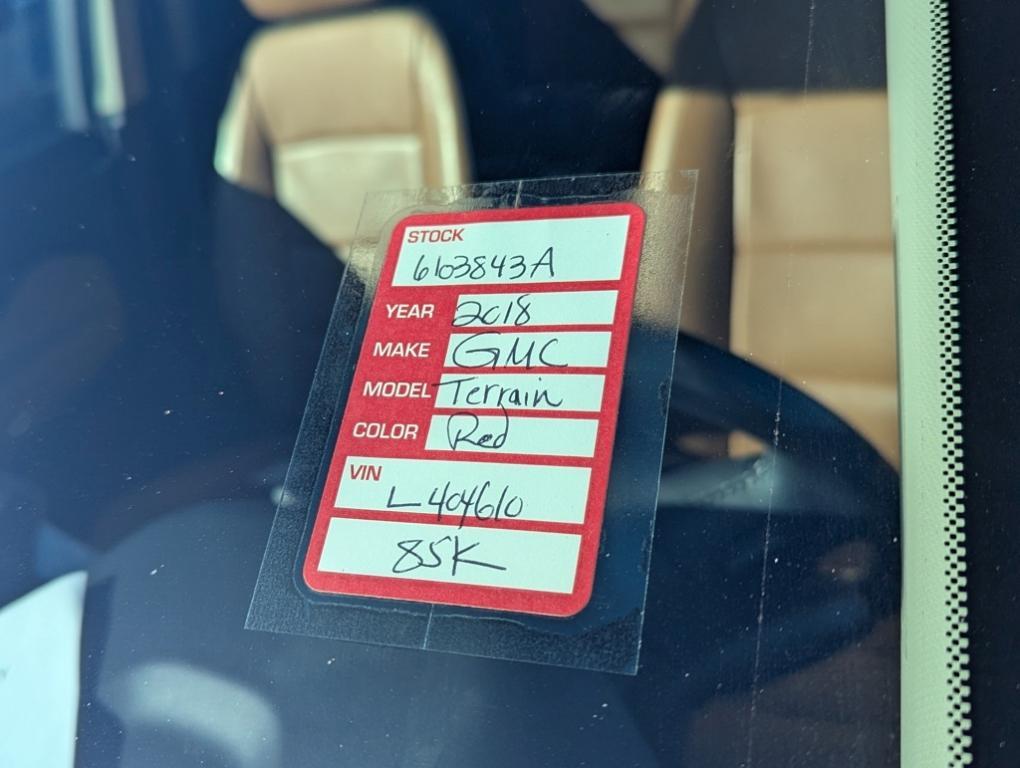 STOCK
6103843A
YEAR 2018
MAKE GMC
MODEL Terrain
COLOR Red
VIN
L404610
85K